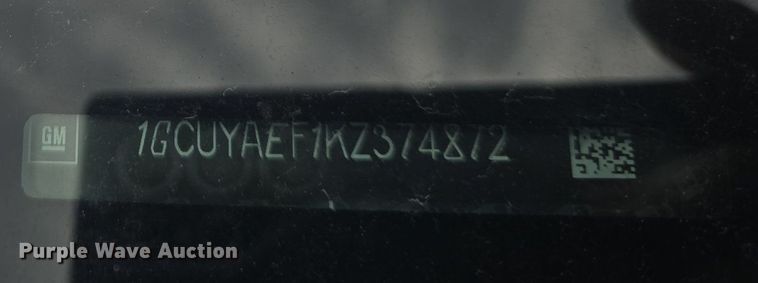 GM
1GCUYAEF1KZ374872
Purple Wave Auction